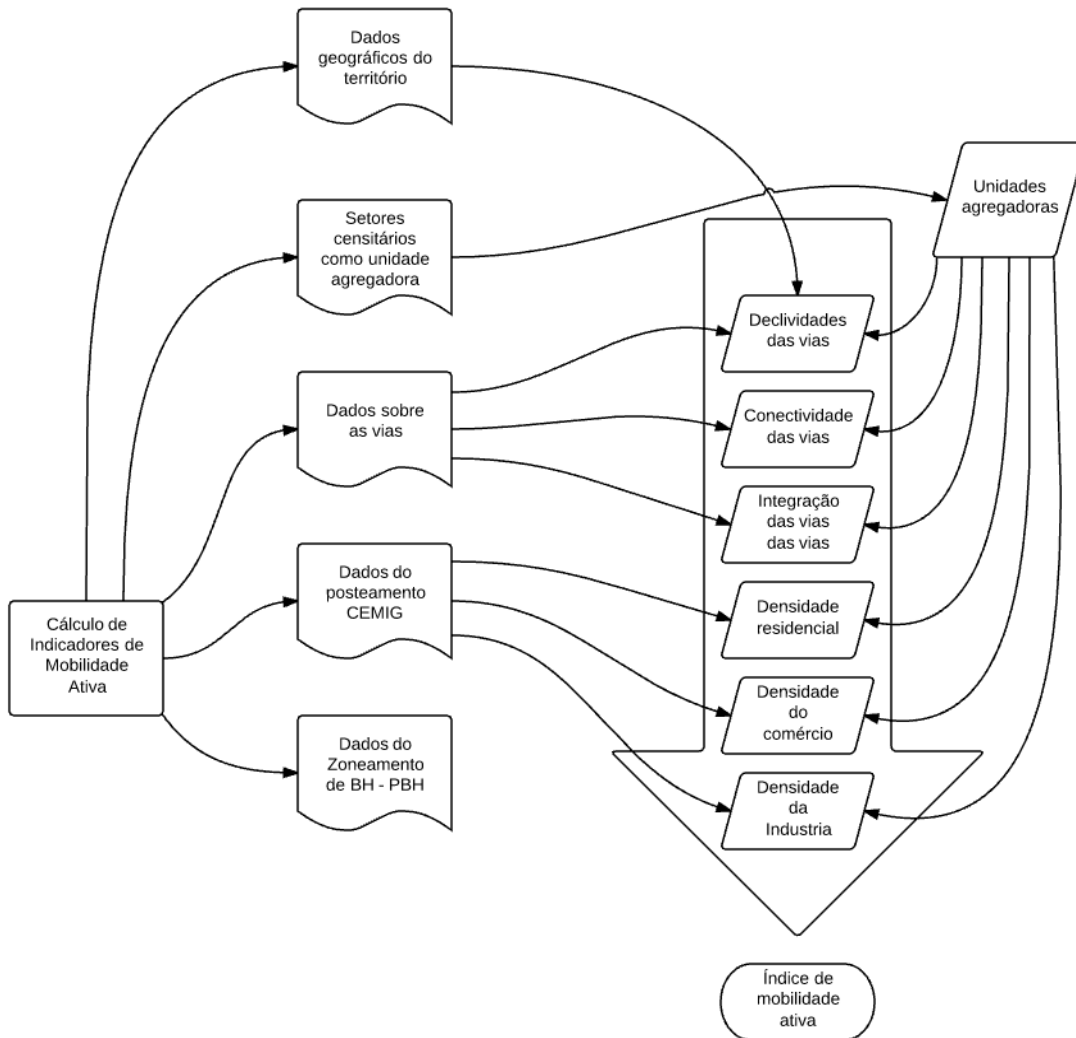 Dados
geográficos do
território
Setores
censitários
como unidade
agregadora
Unidades
agregadoras
Declividades
das vias
Dados sobre
as vias
Conectividade
das vias
Integração
das vias
das vias
Dados do
posteamento
CEMIG
Densidade
residencial
Cálculo de
Indicadores de
Mobilidade
Ativa
Densidade
do
comércio
Dados do
Zoneamento
de BH - PBH
Densidade
da
Industria
Índice de
mobilidade
ativa